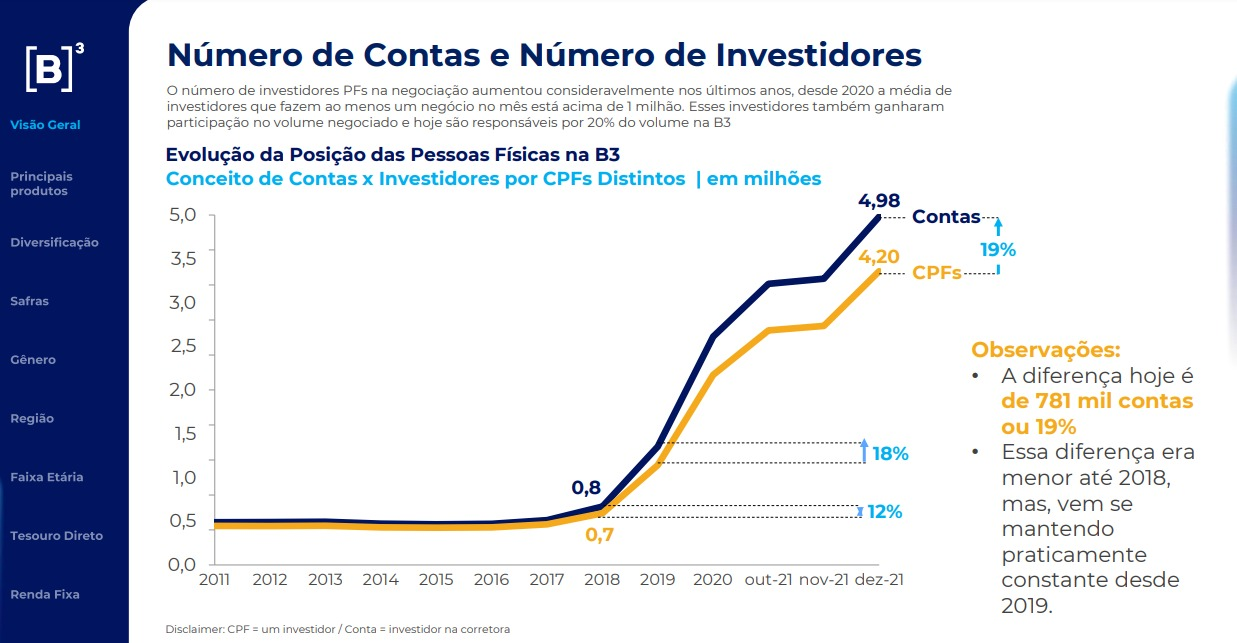 [B]³
Visão Geral
Principais
produtos
Diversificação
Safras
Gênero
Região
Faixa Etária
Tesouro Direto
Renda Fixa
Número de Contas e Número de Investidores
O número de investidores PFs na negociação aumentou consideravelmente nos últimos anos, desde 2020 a média de
investidores que fazem ao menos um negócio no mês está acima de 1 milhão. Esses investidores também ganharam
participação no volume negociado e hoje são responsáveis por 20% do volume na B3
Evolução da Posição das Pessoas Físicas na B3
Conceito de Contas x Investidores por CPFs Distintos | em milhões
5,0
3,5
3,0
2,5
2,0
1,5
1,0
0,5
0,0
4,98
Contas
19%
4,20
CPFs
18%
0,8
12%
0,7
2011 2012 2013 2014 2015 2016 2017 2018 2019 2020 out-21 nov-21 dez-21
Observações:
• A diferença hoje é
de 781 mil contas
ou 19%
• Essa diferença era
menor até 2018,
mas, vem se
mantendo
praticamente
constante desde
2019.
Disclaimer: CPF = um investidor / Conta = investidor na corretora